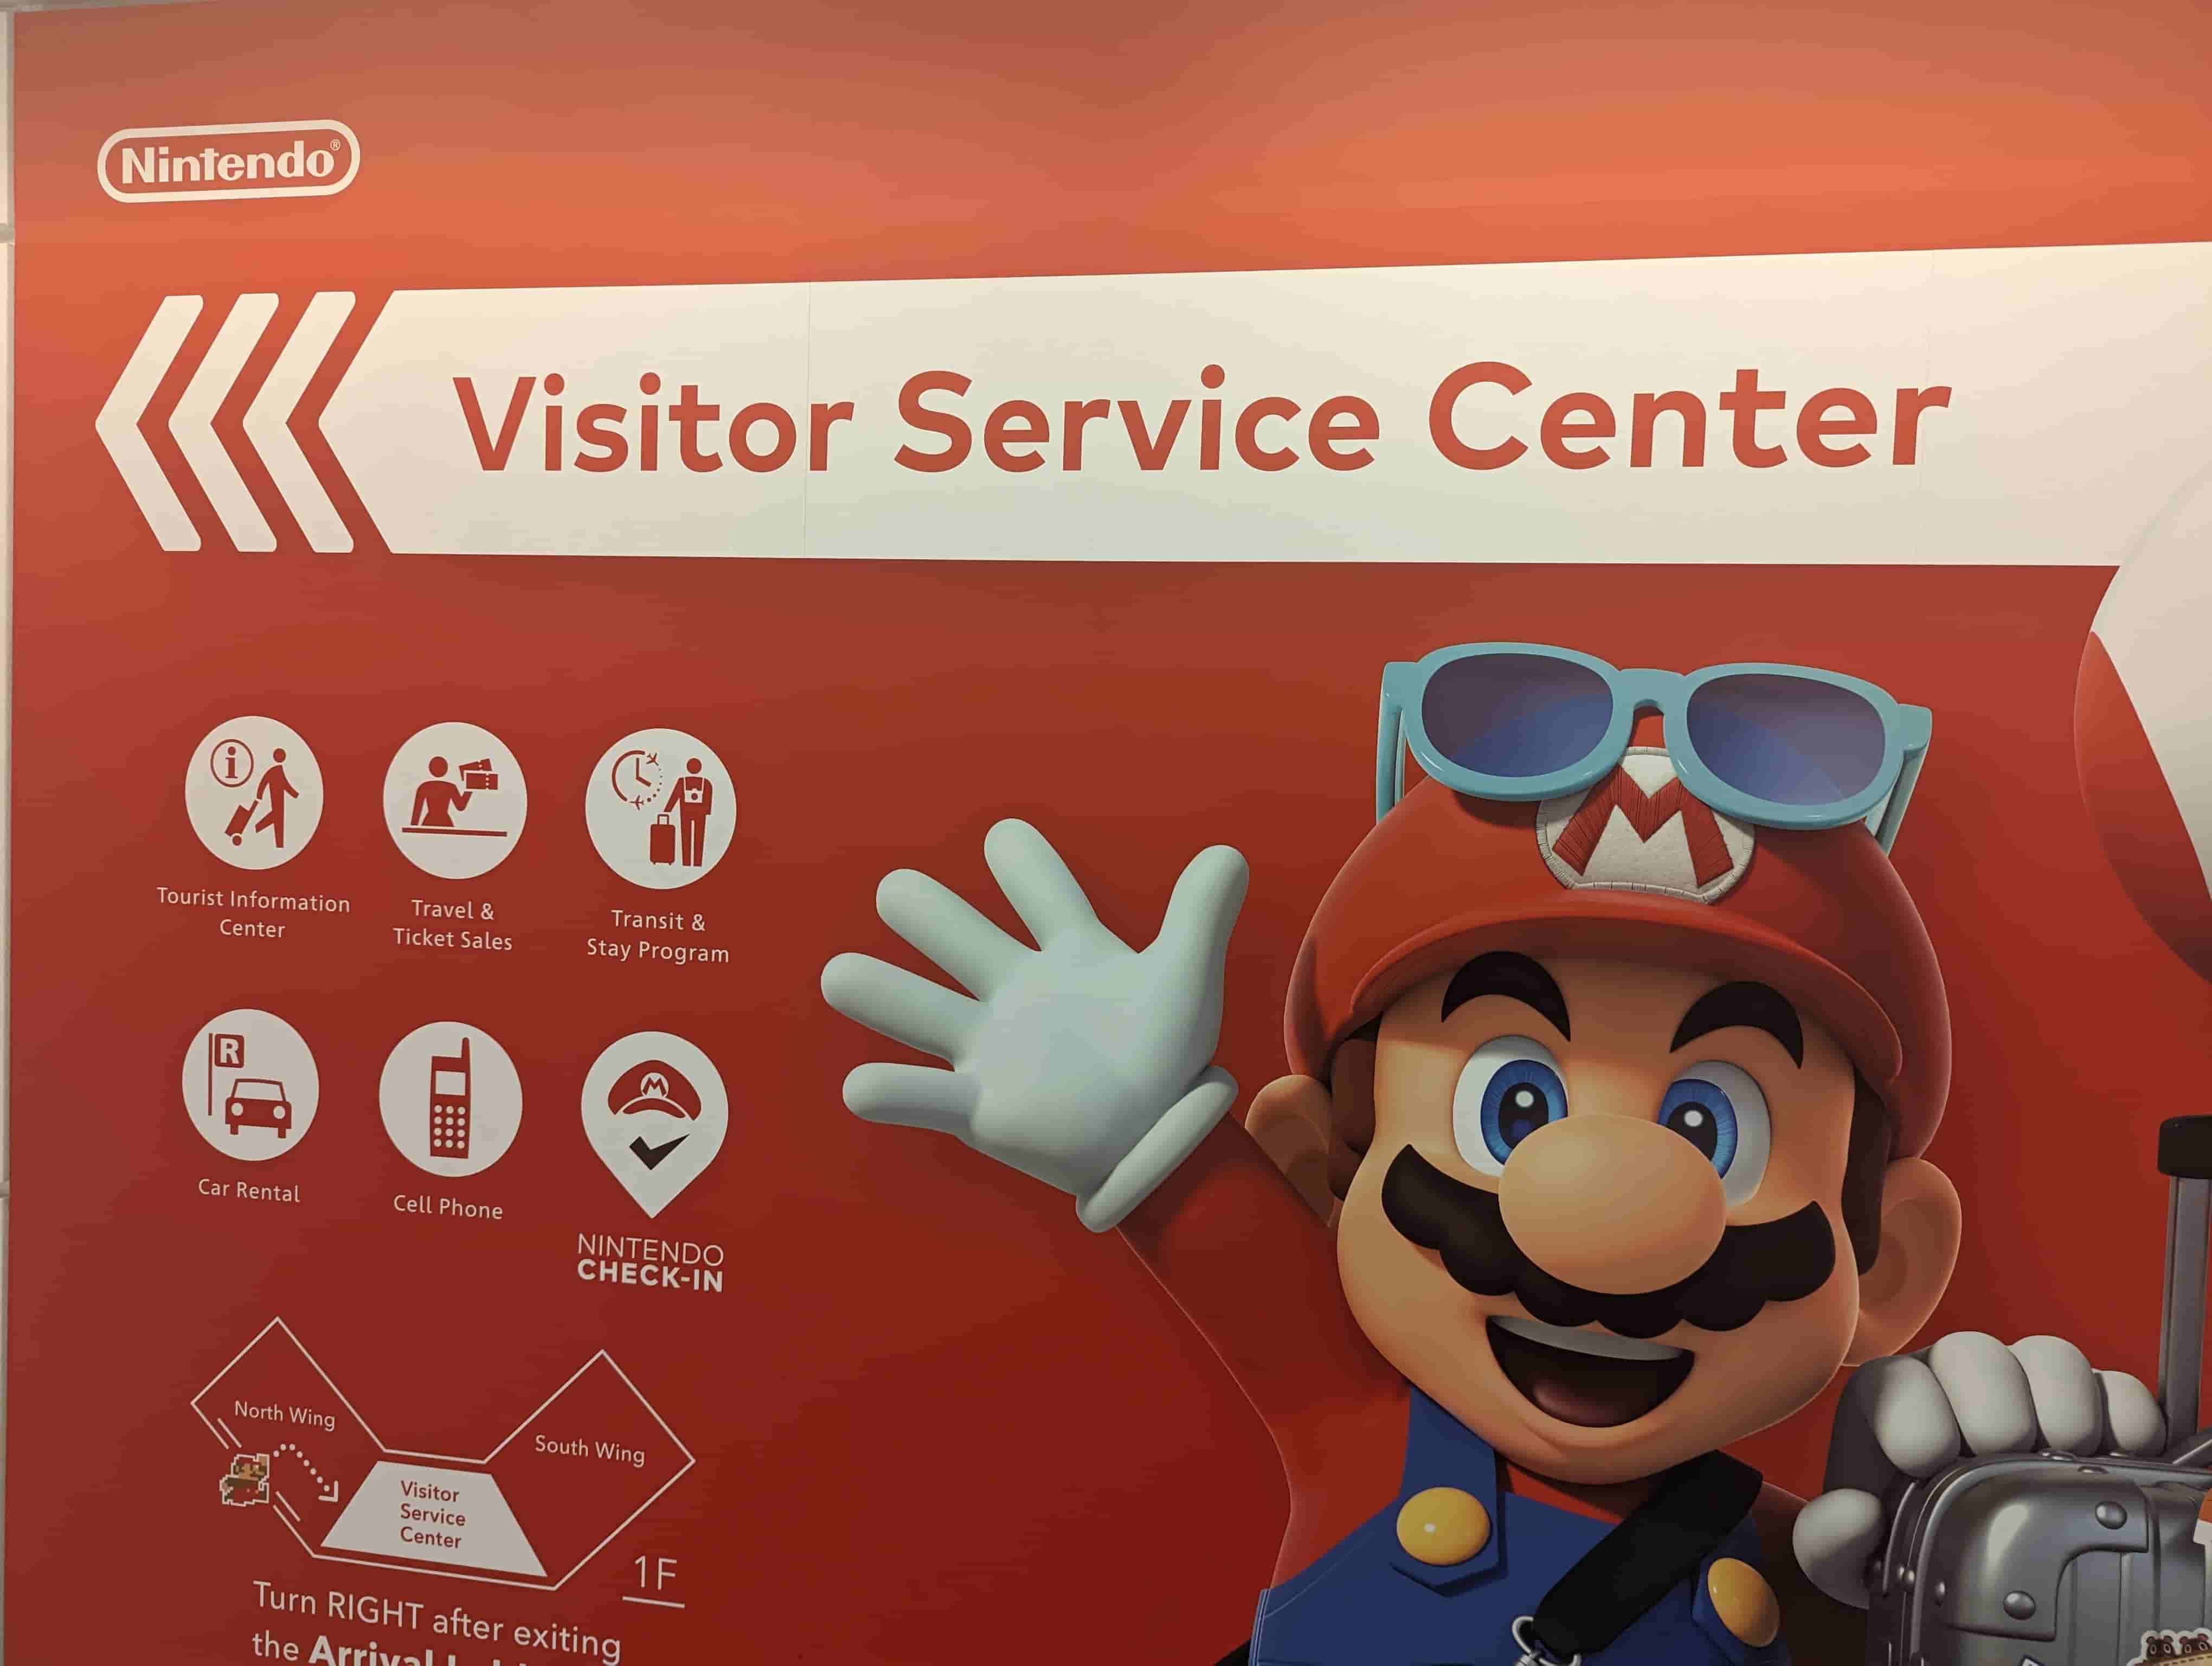 Nintendo®
Visitor Service Center
Tourist Information
Center
Travel &
Ticket Sales
Transit &
Stay Program
R
Car Rental
Cell Phone
M
NINTENDO
CHECK-IN
M
North Wing
South Wing
Visitor
Service
Center
1F
Turn RIGHT after exiting
the Arrival